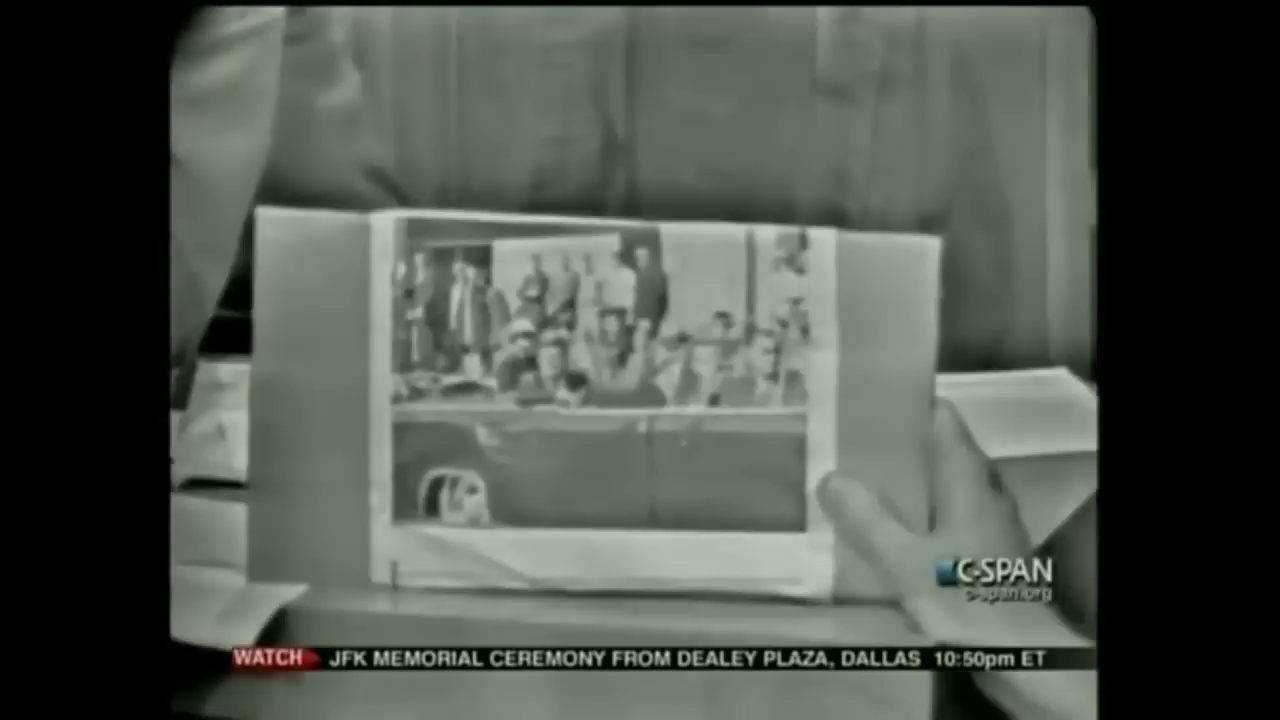 C-SPAN
c-span.org
WATCH JFK MEMORIAL CEREMONY FROM DEALEY PLAZA, DALLAS 10:50pm ET